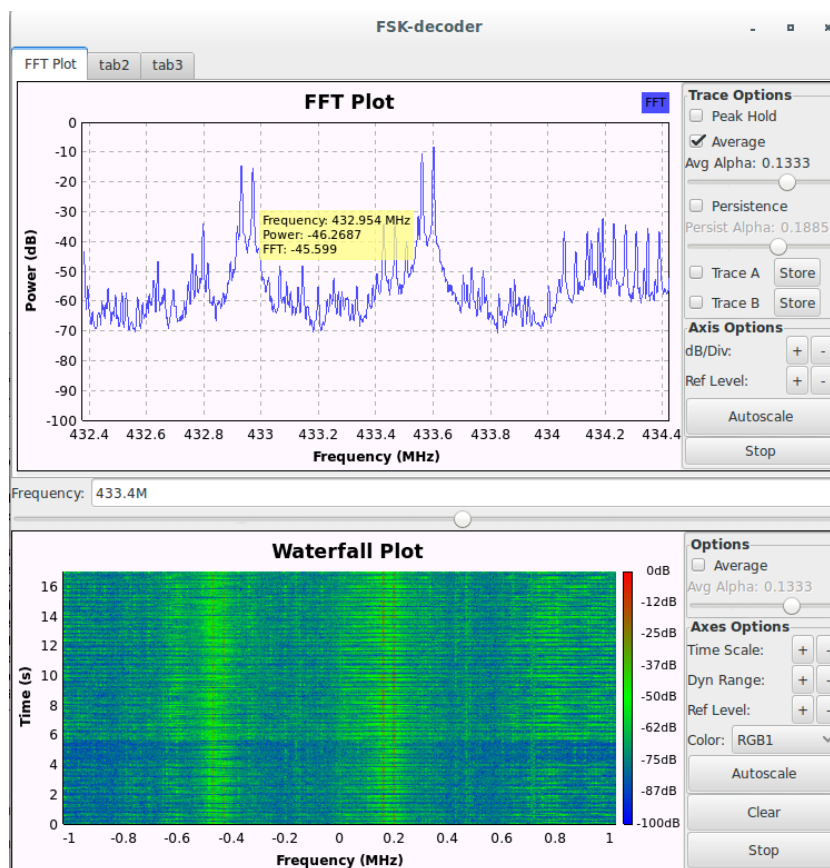 FSK-decoder
FFT Plot tab2 tab3
FFT Plot
FFT
Power (dB)
0
-10
-20
-30
-40
-50
-60
-70
-80
-90
-100
432.4 432.6 432.8 433 433.2 433.4 433.6 433.8 434 434.2 434.4
Frequency (MHz)
Frequency: 432.954 MHz
Power: -46.2687
FFT: -45.599
Trace Options
Peak Hold
Average
Avg Alpha: 0.1333
Persistence
Persist Alpha: 0.1885
Trace A Store
Trace B Store
Axis Options
dB/Div: + -
Ref Level: + -
Autoscale
Stop
Frequency: 433.4M
Waterfall Plot
Time (s)
16
14
12
10
8
6
4
2
0
-1 -0.8 -0.6 -0.4 -0.2 0 0.2 0.4 0.6 0.8 1
Frequency (MHz)
0dB
-12dB
-25dB
-37dB
-50dB
-62dB
-75dB
-87dB
-100dB
Options
Average
Avg Alpha: 0.1333
Axes Options
Time Scale: + -
Dyn Range: + -
Ref Level: + -
Color: RGB1
Autoscale
Clear
Stop